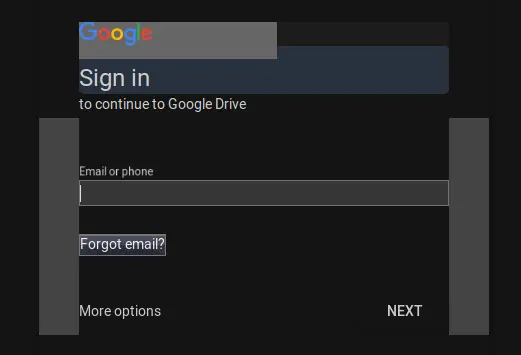 Google
Sign in
to continue to Google Drive
Email or phone
Forgot email?
More options
NEXT